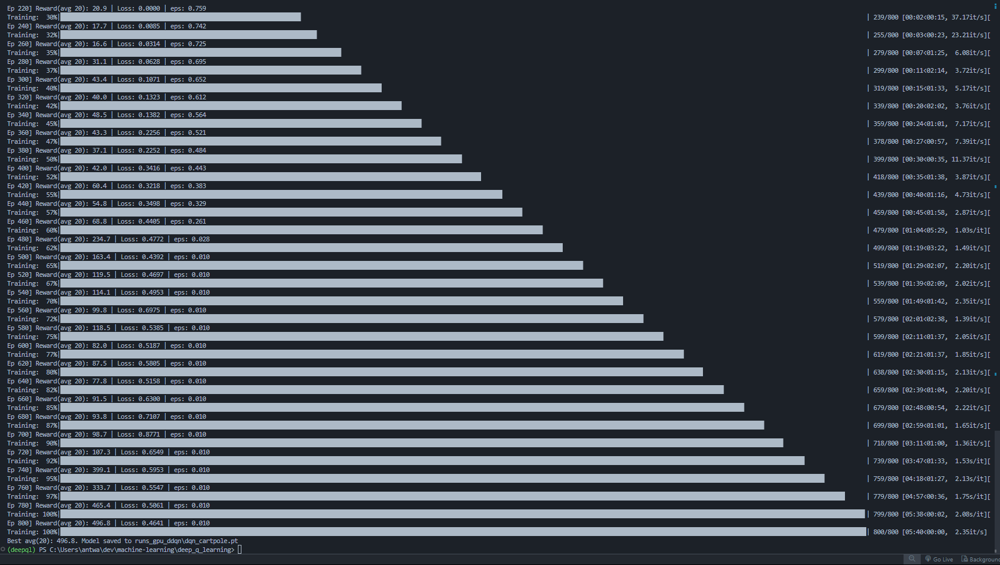 Ep 220] Reward(avg 20): 20.9 | Loss: 0.0000 | eps: 0.759
Training:  30%| | 239/800 [00:02<00:15, 37.17it/s][
Ep 240] Reward(avg 20): 17.7 | Loss: 0.0085 | eps: 0.742
Training:  32%| | 255/800 [00:03<00:23, 23.21it/s][
Ep 260] Reward(avg 20): 16.6 | Loss: 0.0314 | eps: 0.725
Training:  35%| | 279/800 [00:07<01:25,  6.08it/s][
Ep 280] Reward(avg 20): 31.1 | Loss: 0.0628 | eps: 0.695
Training:  37%| | 299/800 [00:11<02:14,  3.72it/s][
Ep 300] Reward(avg 20): 43.4 | Loss: 0.1071 | eps: 0.652
Training:  40%| | 319/800 [00:15<01:33,  5.17it/s][
Ep 320] Reward(avg 20): 40.0 | Loss: 0.1323 | eps: 0.612
Training:  42%| | 339/800 [00:20<02:02,  3.76it/s][
Ep 340] Reward(avg 20): 48.5 | Loss: 0.1382 | eps: 0.564
Training:  45%| | 359/800 [00:24<01:01,  7.17it/s][
Ep 360] Reward(avg 20): 43.3 | Loss: 0.2256 | eps: 0.521
Training:  47%| | 378/800 [00:27<00:57,  7.39it/s][
Ep 380] Reward(avg 20): 37.1 | Loss: 0.2252 | eps: 0.484
Training:  50%| | 399/800 [00:30<00:35, 11.37it/s][
Ep 400] Reward(avg 20): 42.0 | Loss: 0.3416 | eps: 0.443
Training:  52%| | 418/800 [00:35<01:38,  3.87it/s][
Ep 420] Reward(avg 20): 60.4 | Loss: 0.3218 | eps: 0.383
Training:  55%| | 439/800 [00:40<01:16,  4.73it/s][
Ep 440] Reward(avg 20): 54.8 | Loss: 0.3498 | eps: 0.329
Training:  57%| | 459/800 [00:45<01:58,  2.87it/s][
Ep 460] Reward(avg 20): 68.8 | Loss: 0.4405 | eps: 0.261
Training:  60%| | 479/800 [01:04<05:29,  1.03s/it][
Ep 480] Reward(avg 20): 234.7 | Loss: 0.4772 | eps: 0.028
Training:  62%| | 499/800 [01:19<03:22,  1.49it/s][
Ep 500] Reward(avg 20): 163.4 | Loss: 0.4392 | eps: 0.010
Training:  65%| | 519/800 [01:29<02:07,  2.20it/s][
Ep 520] Reward(avg 20): 119.5 | Loss: 0.4697 | eps: 0.010
Training:  67%| | 539/800 [01:39<02:09,  2.02it/s][
Ep 540] Reward(avg 20): 114.1 | Loss: 0.4953 | eps: 0.010
Training:  70%| | 559/800 [01:49<01:42,  2.35it/s][
Ep 560] Reward(avg 20): 99.8 | Loss: 0.6975 | eps: 0.010
Training:  72%| | 579/800 [02:01<02:38,  1.39it/s][
Ep 580] Reward(avg 20): 118.5 | Loss: 0.5385 | eps: 0.010
Training:  75%| | 599/800 [02:11<01:37,  2.05it/s][
Ep 600] Reward(avg 20): 82.0 | Loss: 0.5187 | eps: 0.010
Training:  77%| | 619/800 [02:21<01:37,  1.85it/s][
Ep 620] Reward(avg 20): 87.5 | Loss: 0.5805 | eps: 0.010
Training:  80%| | 638/800 [02:30<01:15,  2.13it/s][
Ep 640] Reward(avg 20): 77.8 | Loss: 0.5158 | eps: 0.010
Training:  82%| | 659/800 [02:39<01:04,  2.20it/s][
Ep 660] Reward(avg 20): 91.5 | Loss: 0.6300 | eps: 0.010
Training:  85%| | 679/800 [02:48<00:54,  2.22it/s][
Ep 680] Reward(avg 20): 93.8 | Loss: 0.7107 | eps: 0.010
Training:  87%| | 699/800 [02:59<01:01,  1.65it/s][
Ep 700] Reward(avg 20): 98.7 | Loss: 0.8771 | eps: 0.010
Training:  90%| | 718/800 [03:11<01:00,  1.36it/s][
Ep 720] Reward(avg 20): 107.3 | Loss: 0.6549 | eps: 0.010
Training:  92%| | 739/800 [03:47<01:33,  1.53s/it][
Ep 740] Reward(avg 20): 399.1 | Loss: 0.5953 | eps: 0.010
Training:  95%| | 759/800 [04:18<01:27,  2.13s/it][
Ep 760] Reward(avg 20): 333.7 | Loss: 0.5547 | eps: 0.010
Training:  97%| | 779/800 [04:57<00:36,  1.75s/it][
Ep 780] Reward(avg 20): 465.4 | Loss: 0.5061 | eps: 0.010
Training: 100%| | 799/800 [05:38<00:02,  2.08s/it][
Ep 800] Reward(avg 20): 496.8 | Loss: 0.4641 | eps: 0.010
Training: 100%| | 800/800 [05:40<00:00,  2.35it/s]
Best avg(20): 496.8. Model saved to runs_gpu_ddqn\dqn_cartpole.pt
(deepql) PS C:\Users\antwa\dev\machine-learning\deep_q_learning>
Go Live Background